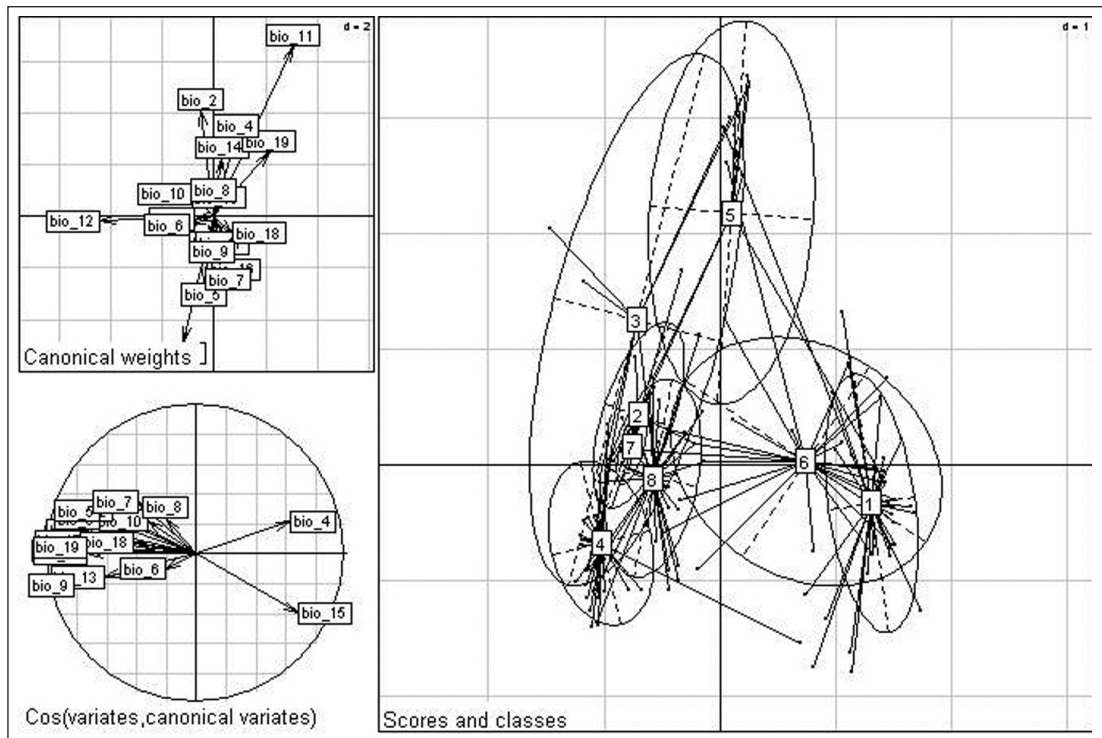 d = 2
bio_11
bio_2
bio_4
bio_14
bio_19
bio_10
bio_8
bio_12
bio_6
bio_18
bio_9
bio_7
bio_5
Canonical weights
bio_7
bio_8
bio_10
bio_4
bio_19
bio_18
bio_6
bio_13
bio_9
bio_15
Cos(variates,canonical variates)
d = 1
5
3
2
7
6
8
1
4
Scores and classes